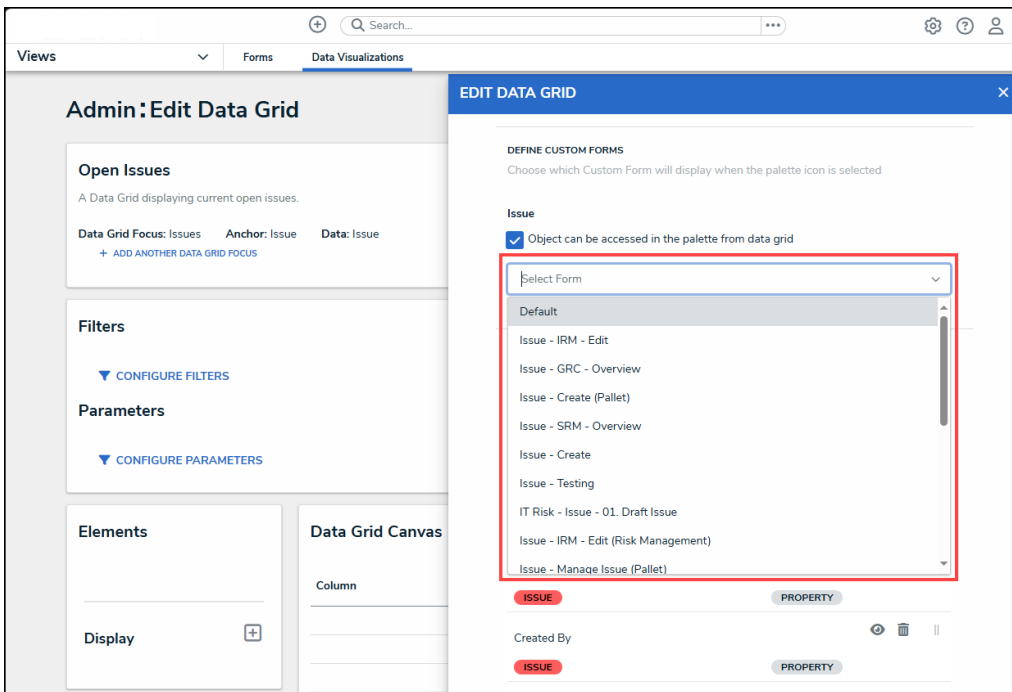 Search...
Views
Forms
Data Visualizations
Admin:Edit Data Grid
Open Issues
A Data Grid displaying current open issues.
Data Grid Focus: Issues Anchor: Issue Data: Issue
+ ADD ANOTHER DATA GRID FOCUS
Filters
CONFIGURE FILTERS
Parameters
CONFIGURE PARAMETERS
Elements
Display
Data Grid Canvas
Column
EDIT DATA GRID
DEFINE CUSTOM FORMS
Choose which Custom Form will display when the palette icon is selected
Issue
Object can be accessed in the palette from data grid
Select Form
Default
Issue - IRM - Edit
Issue - GRC - Overview
Issue - Create (Pallet)
Issue - SRM - Overview
Issue - Create
Issue - Testing
IT Risk - Issue - 01. Draft Issue
Issue - IRM - Edit (Risk Management)
Issue - Manage Issue (Pallet)
ISSUE PROPERTY
Created By
ISSUE PROPERTY